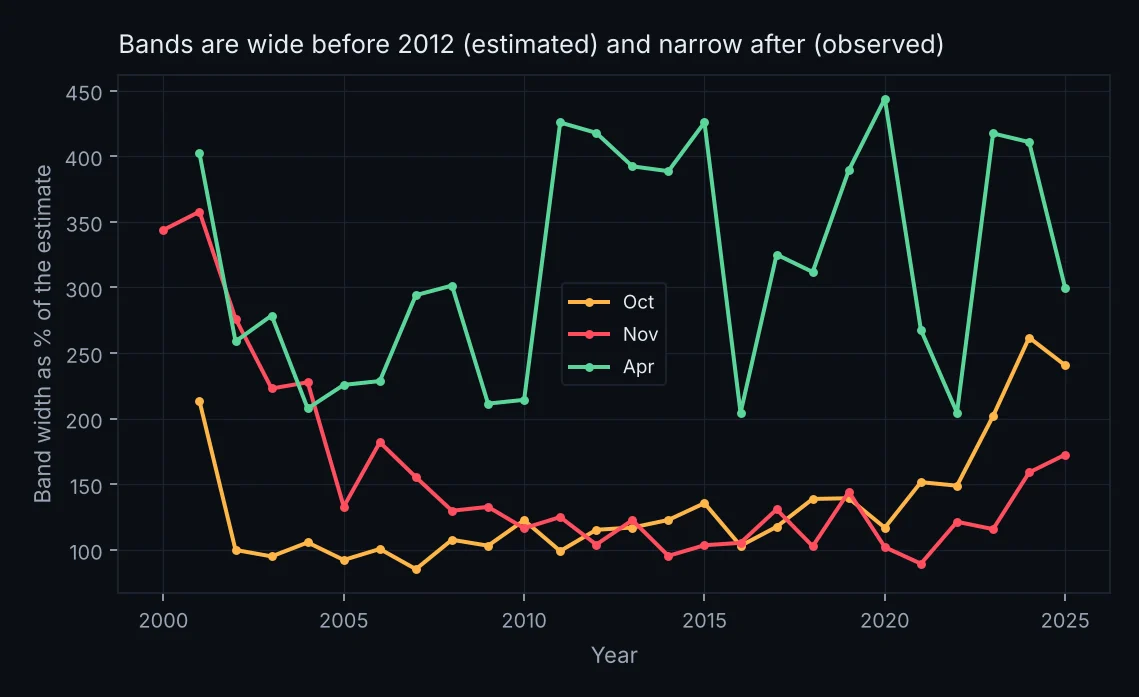 Bands are wide before 2012 (estimated) and narrow after (observed)
450
400
350
300
250
200
150
100
Band width as % of the estimate
Oct
Nov
Apr
2000 2005 2010 2015 2020 2025
Year